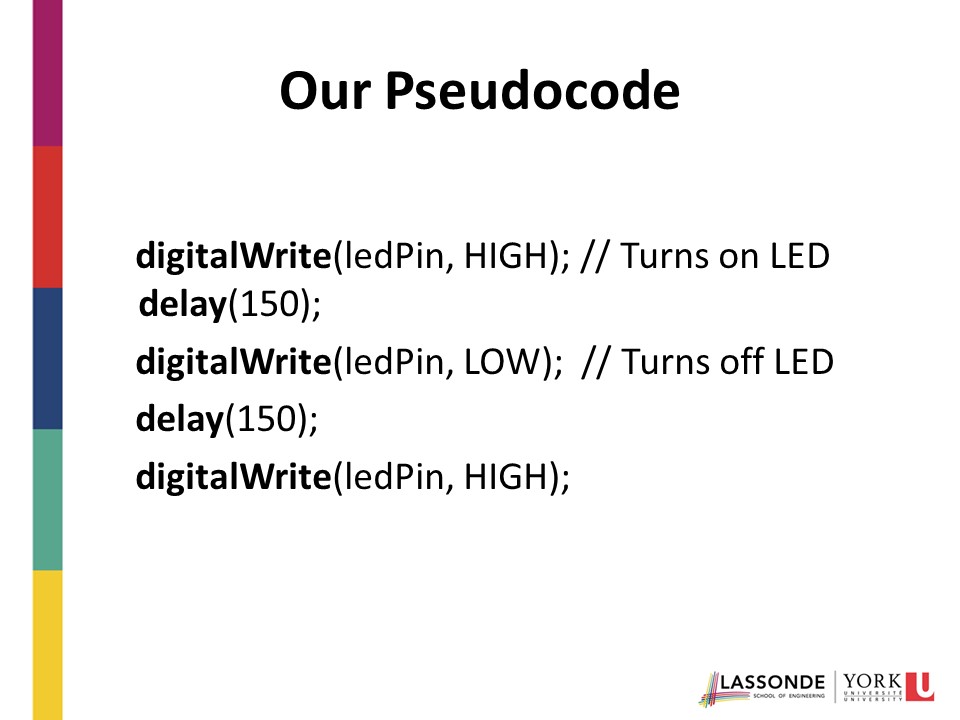 Our Pseudocode
digitalWrite(ledPin, HIGH); // Turns on LED
delay(150);
digitalWrite(ledPin, LOW);  // Turns off LED
delay(150);
digitalWrite(ledPin, HIGH);
LASSONDE
SCHOOL OF ENGINEERING
YORK U
UNIVERSITÉ
UNIVERSITY